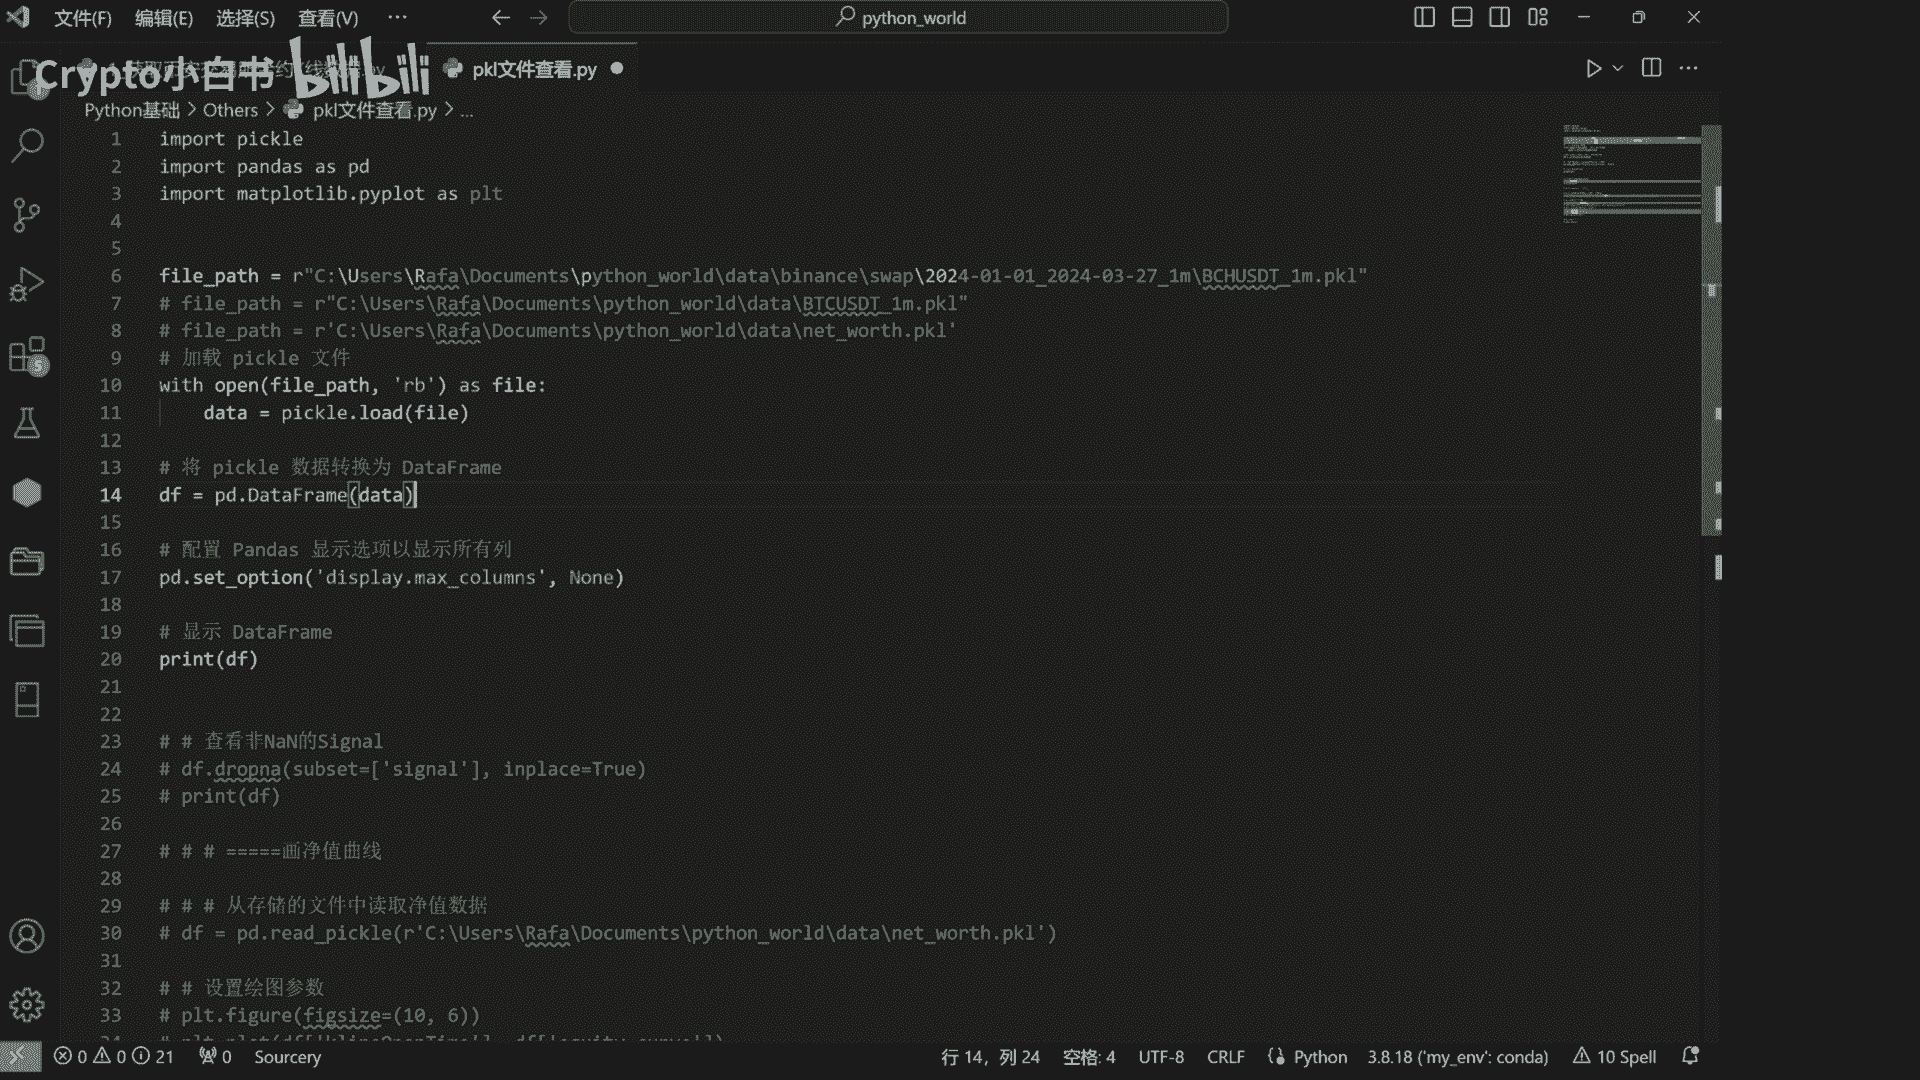 文件(F) 编辑(E) 选择(S) 查看(V) ··· python_world
Crypto小白书 bilibili
pkl文件查看.py
Python基础 > Others > pkl文件查看.py > ...
1 import pickle
2 import pandas as pd
3 import matplotlib.pyplot as plt
4
5
6 file_path = r"C:\Users\Rafa\Documents\python_world\data\binance\swap\2024-01-01_2024-03-27_1m\BCHUSDT_1m.pkl"
7 # file_path = r"C:\Users\Rafa\Documents\python_world\data\BTCUSDT_1m.pkl"
8 # file_path = r'C:\Users\Rafa\Documents\python_world\data\net_worth.pkl'
9 # 加载 pickle 文件
10 with open(file_path, 'rb') as file:
11 data = pickle.load(file)
12
13 # 将 pickle 数据转换为 DataFrame
14 df = pd.DataFrame(data)
15
16 # 配置 Pandas 显示选项以显示所有列
17 pd.set_option('display.max_columns', None)
18
19 # 显示 DataFrame
20 print(df)
21
22
23 # # 查看非NaN的Signal
24 # df.dropna(subset=['signal'], inplace=True)
25 # print(df)
26
27 # # # =====画净值曲线
28
29 # # # 从存储的文件中读取净值数据
30 # df = pd.read_pickle(r'C:\Users\Rafa\Documents\python_world\data\net_worth.pkl')
31
32 # # 设置绘图参数
33 # plt.figure(figsize=(10, 6))
0 0 21 0 Sourcery 行 14，列 24 空格: 4 UTF-8 CRLF Python 3.8.18 ('my_env': conda) 10 Spell